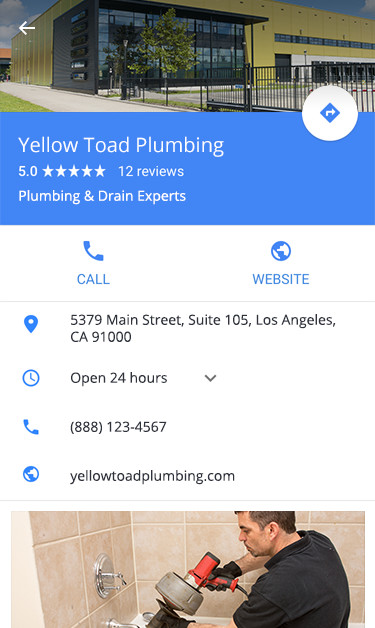 Yellow Toad Plumbing
5.0 ★★★★★ 12 reviews
Plumbing & Drain Experts
CALL
WEBSITE
5379 Main Street, Suite 105, Los Angeles,
CA 91000
Open 24 hours
(888) 123-4567
yellowtoadplumbing.com